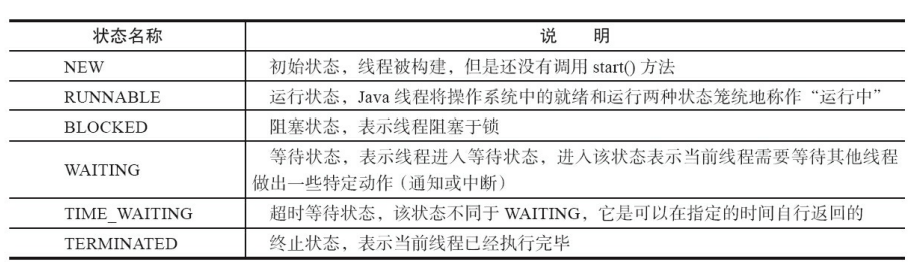 状态名称 说 明
NEW 初始状态，线程被构建，但是还没有调用 start() 方法
RUNNABLE 运行状态，Java 线程将操作系统中的就绪和运行两种状态笼统地称作“运行中”
BLOCKED 阻塞状态，表示线程阻塞于锁
WAITING 等待状态，表示线程进入等待状态，进入该状态表示当前线程需要等待其他线程
做出一些特定动作（通知或中断）
TIME_WAITING 超时等待状态，该状态不同于 WAITING，它是可以在指定的时间自行返回的
TERMINATED 终止状态，表示当前线程已经执行完毕